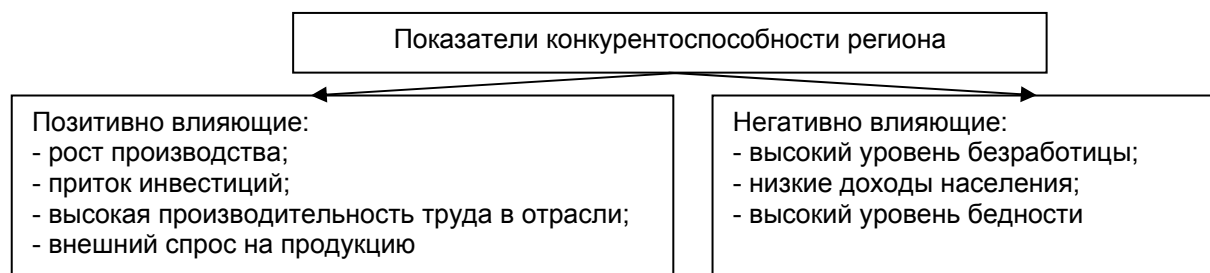 Показатели конкурентоспособности региона
Позитивно влияющие:
- рост производства;
- приток инвестиций;
- высокая производительность труда в отрасли;
- внешний спрос на продукцию
Негативно влияющие:
- высокий уровень безработицы;
- низкие доходы населения;
- высокий уровень бедности